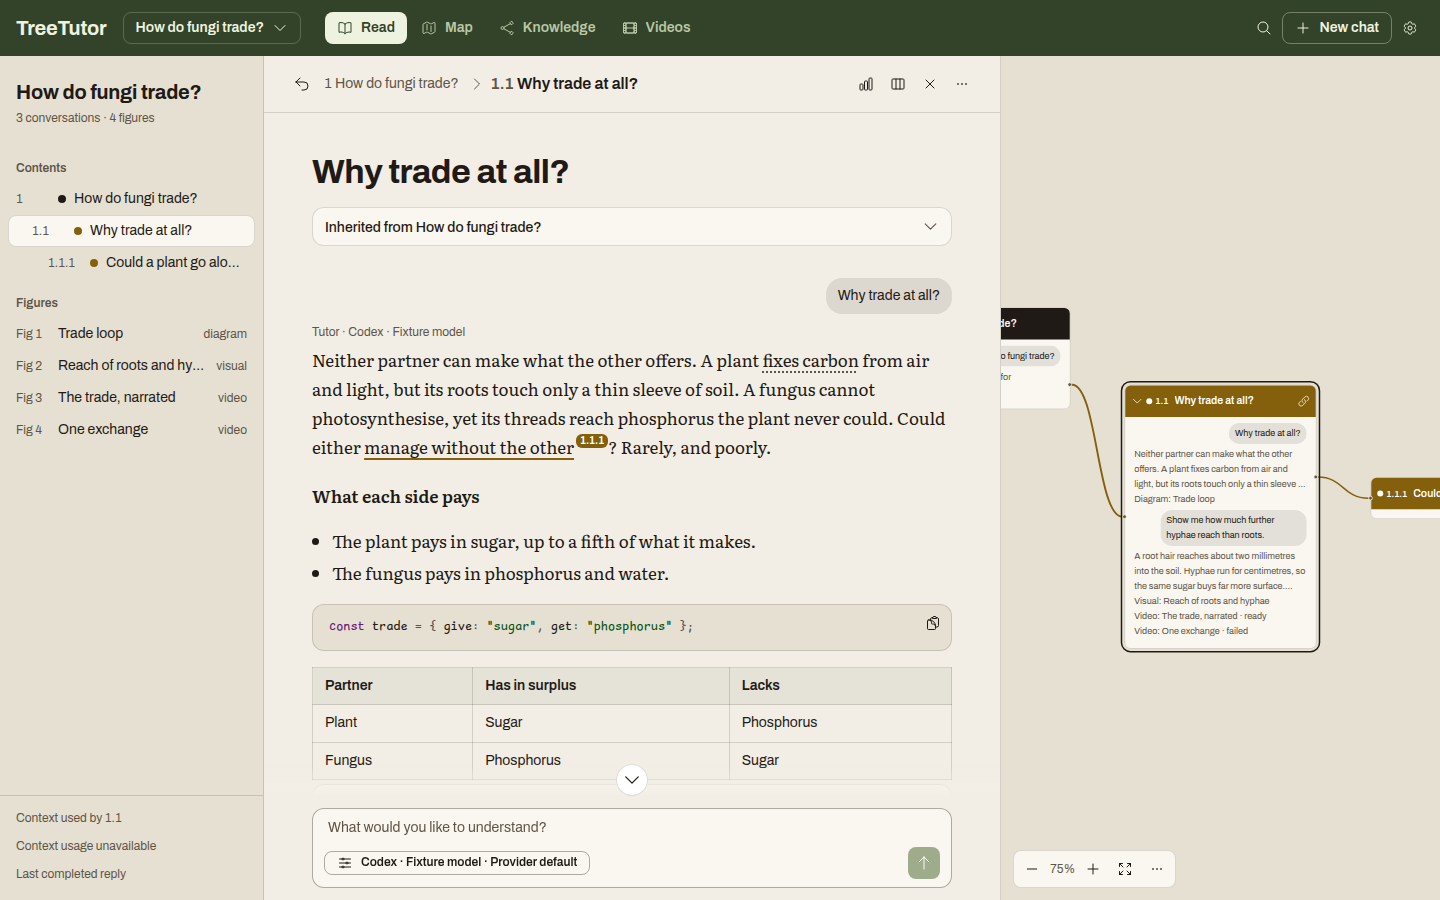 TreeTutor
How do fungi trade?
Read
Map
Knowledge
Videos
New chat
How do fungi trade?
3 conversations · 4 figures
Contents
1 How do fungi trade?
1.1 Why trade at all?
1.1.1 Could a plant go alo...
Figures
Fig 1 Trade loop diagram
Fig 2 Reach of roots and hy... visual
Fig 3 The trade, narrated video
Fig 4 One exchange video
Context used by 1.1
Context usage unavailable
Last completed reply
1 How do fungi trade?
1.1 Why trade at all?
Why trade at all?
Inherited from How do fungi trade?
Why trade at all?
Tutor · Codex · Fixture model
Neither partner can make what the other offers. A plant fixes carbon from air
and light, but its roots touch only a thin sleeve of soil. A fungus cannot
photosynthesise, yet its threads reach phosphorus the plant never could. Could
either manage without the other 1.1.1? Rarely, and poorly.
What each side pays
The plant pays in sugar, up to a fifth of what it makes.
The fungus pays in phosphorus and water.
const trade = { give: "sugar", get: "phosphorus" };
Partner Has in surplus Lacks
Plant Sugar Phosphorus
Fungus Phosphorus Sugar
What would you like to understand?
Codex · Fixture model · Provider default
de?
o fungi trade?
for
1.1 Why trade at all?
Why trade at all?
Neither partner can make what the other
offers. A plant fixes carbon from air and
light, but its roots touch only a thin sleeve ...
Diagram: Trade loop
Show me how much further
hyphae reach than roots.
A root hair reaches about two millimetres
into the soil. Hyphae run for centimetres, so
the same sugar buys far more surface....
Visual: Reach of roots and hyphae
Video: The trade, narrated · ready
Video: One exchange · failed
1.1.1 Could
75%